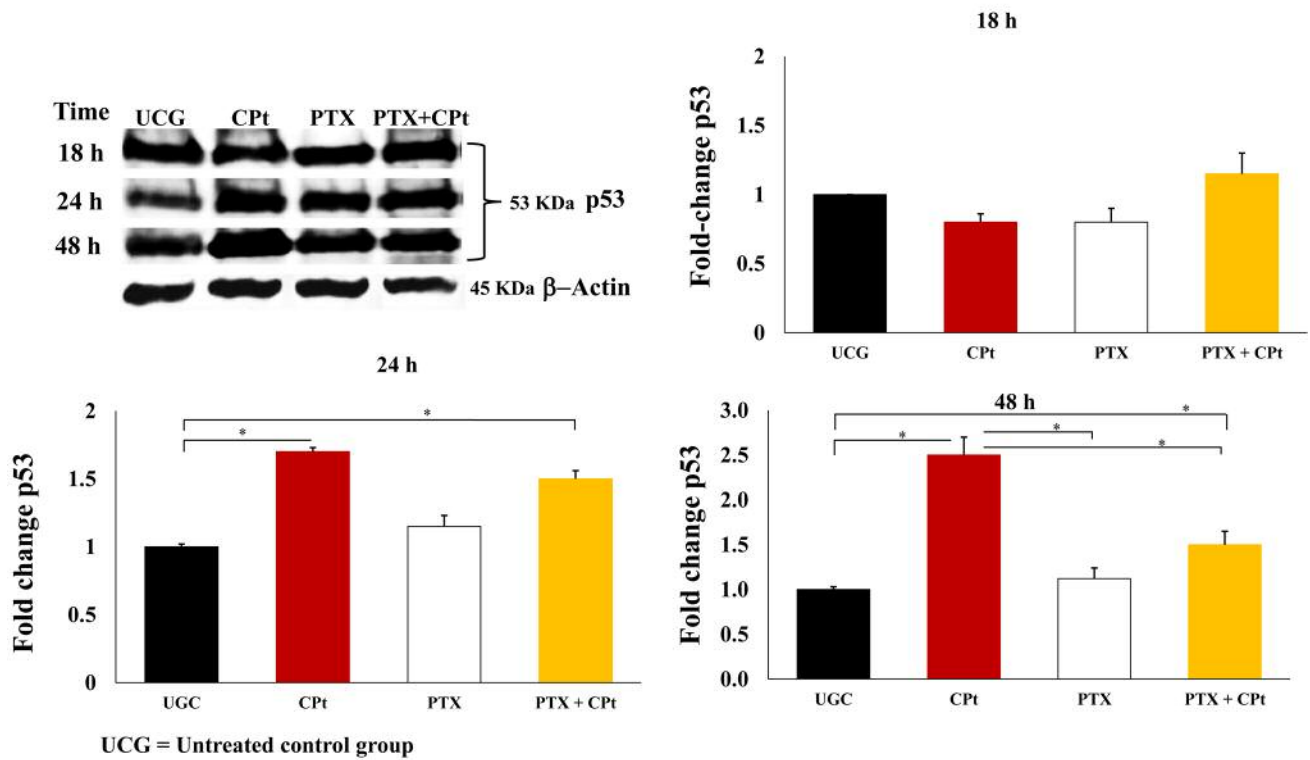 Time UCG CPt PTX PTX+CPt
18 h
24 h
48 h
53 KDa p53
45 KDa β–Actin
18 h
Fold-change p53
2
1.5
1
0.5
0
UCG CPt PTX PTX + CPt
24 h
Fold change p53
2
1.5
1
0.5
0
* *
UGC CPt PTX PTX + CPt
48 h
Fold change p53
3.0
2.5
2.0
1.5
1.0
0.5
0.0
* * * *
UGC CPt PTX PTX + CPt
UCG = Untreated control group